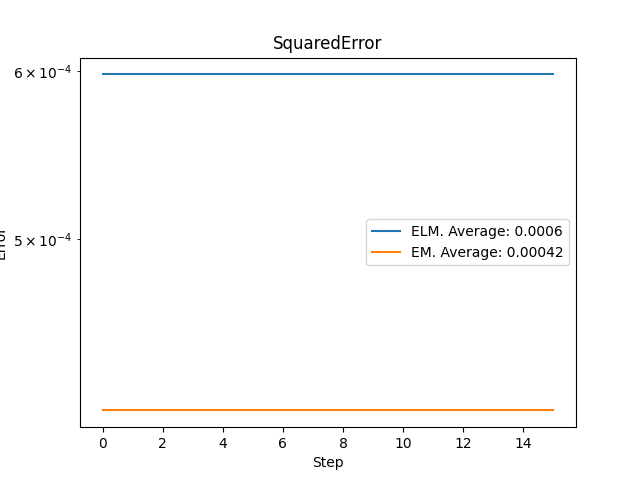 SquaredError
6 × 10⁻⁴
5 × 10⁻⁴
Error
ELM. Average: 0.0006
EM. Average: 0.00042
0 2 4 6 8 10 12 14
Step